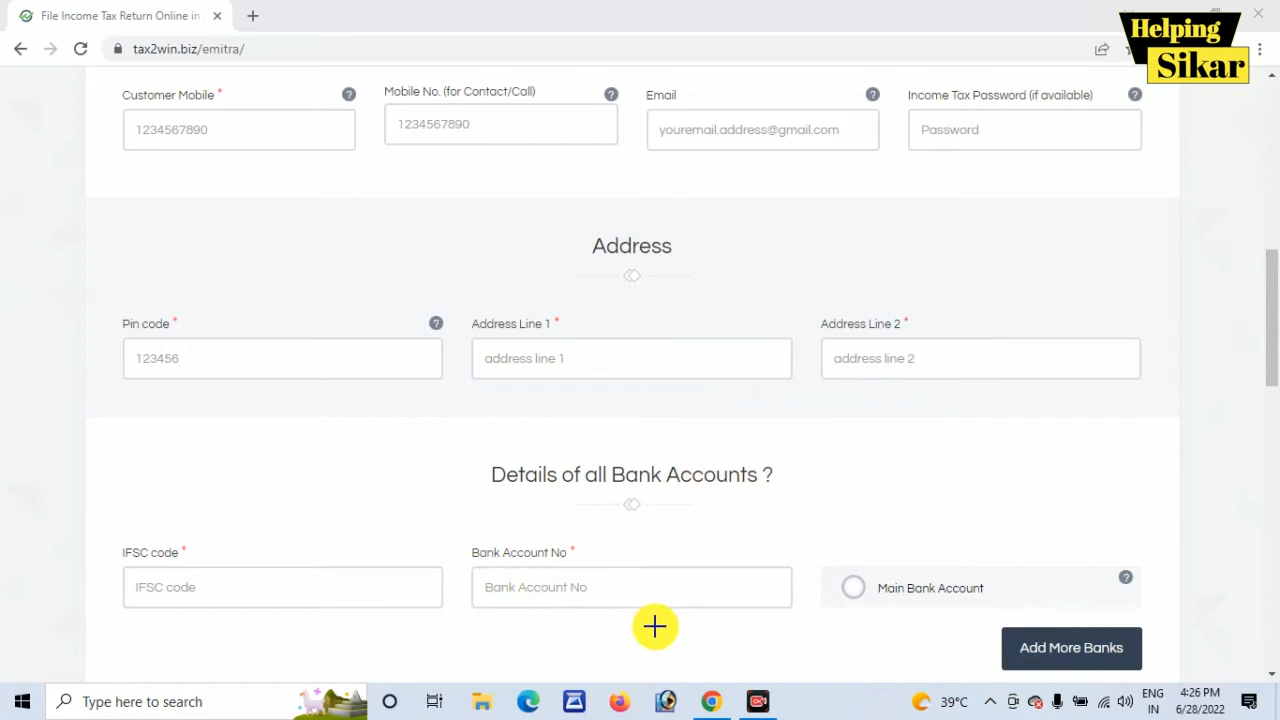 File Income Tax Return Online in
Helping
Sikar
tax2win.biz/emitra/
Customer Mobile *
Mobile No. (for Contact/Call)
Email
Income Tax Password (if available)
1234567890
1234567890
youremail.address@gmail.com
Password
Address
Pin code *
Address Line 1 *
Address Line 2 *
123456
address line 1
address line 2
Details of all Bank Accounts ?
IFSC code *
Bank Account No *
IFSC code
Bank Account No
Main Bank Account
Add More Banks
Type here to search
39°C
ENG
IN
4:26 PM
6/28/2022